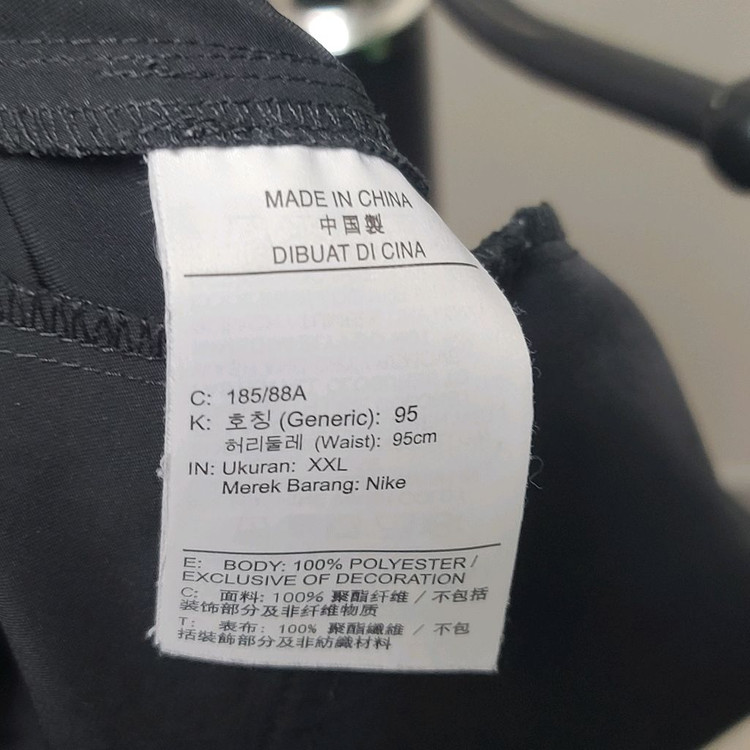 MADE IN CHINA
中国製
DIBUAT DI CINA
C: 185/88A
K: 호칭 (Generic): 95
허리둘레 (Waist): 95cm
IN: Ukuran: XXL
Merek Barang: Nike
E: BODY: 100% POLYESTER /
EXCLUSIVE OF DECORATION
C: 面料: 100% 聚酯纤维 / 不包括
装饰部分及非纤维物质
T: 表布: 100% 聚酯纖維 / 不包
括裝飾部分及非紡織材料